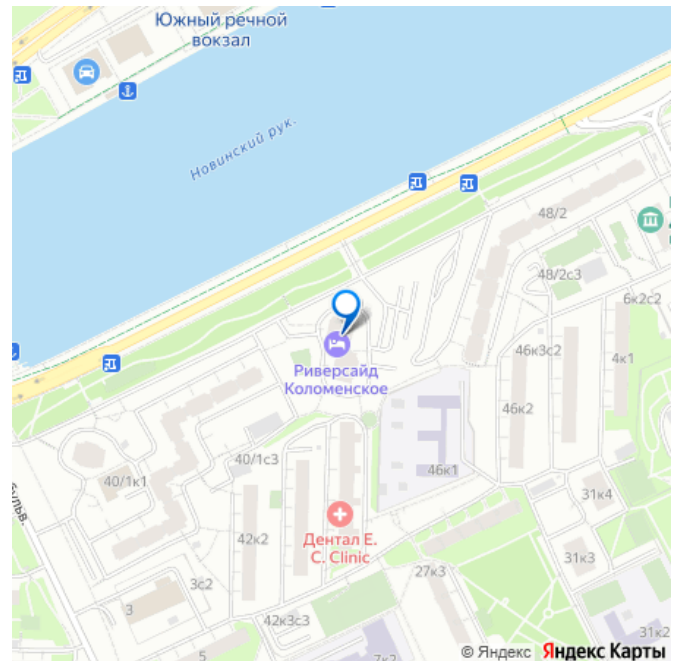 Южный речной
вокзал
Новинский рук.
48/2
48/2с3
6к2с2
46к3с2
4к1
Риверсайд
Коломенское
46к2
40/1с3
46к1
40/1к1
31к4
бульв.
42к2
Дентал Е.
С. Clinic
31к3
3с2
27к3
3
42к3с3
31к2
5
7к2
© Яндекс Яндекс Карты